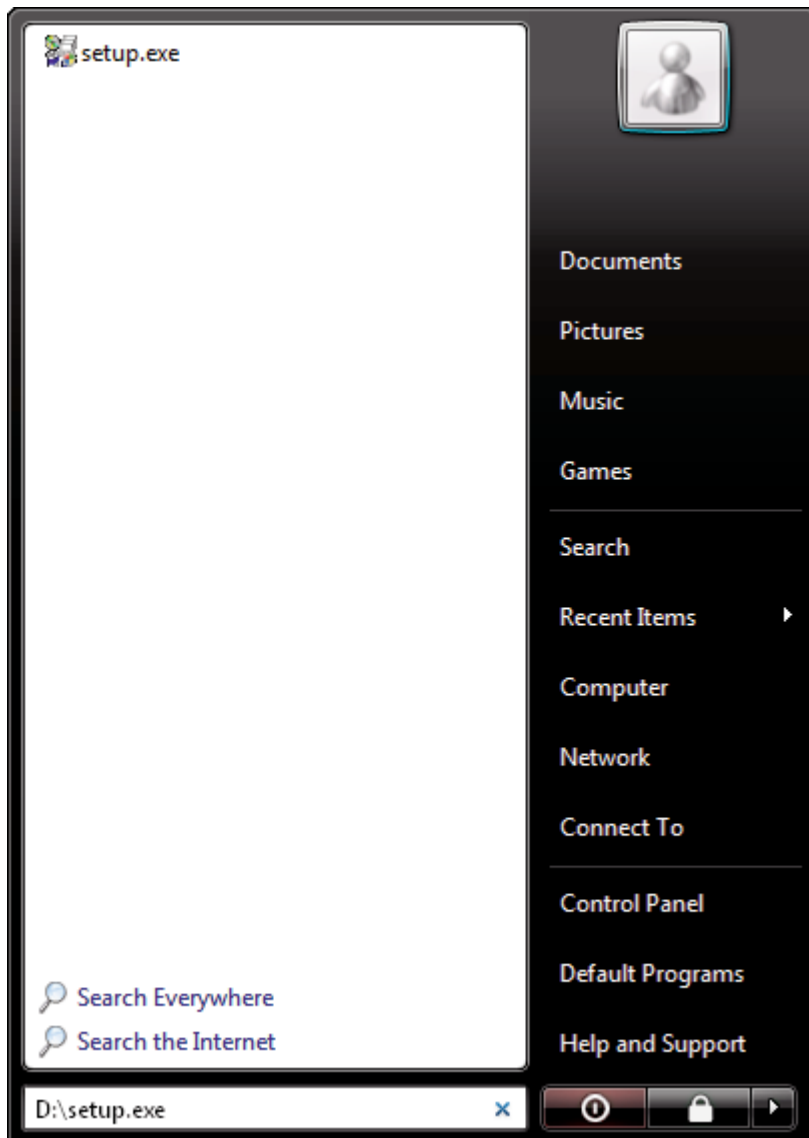 setup.exe
Search Everywhere
Search the Internet
D:\setup.exe
Documents
Pictures
Music
Games
Search
Recent Items
Computer
Network
Connect To
Control Panel
Default Programs
Help and Support